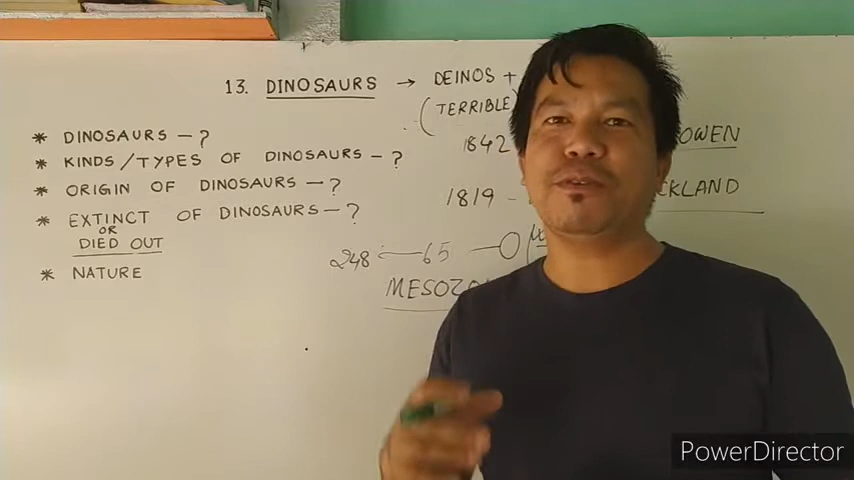 13. DINOSAURS → DEINOS +
(TERRIBLE)
* DINOSAURS - ?
1842 OWEN
* KINDS/TYPES OF DINOSAURS - ?
* ORIGIN OF DINOSAURS - ?
1819 - CKLAND
* EXTINCT OF DINOSAURS - ?
OR
DIED OUT
248 — 65 — 0
* NATURE
MESOZO
PowerDirector